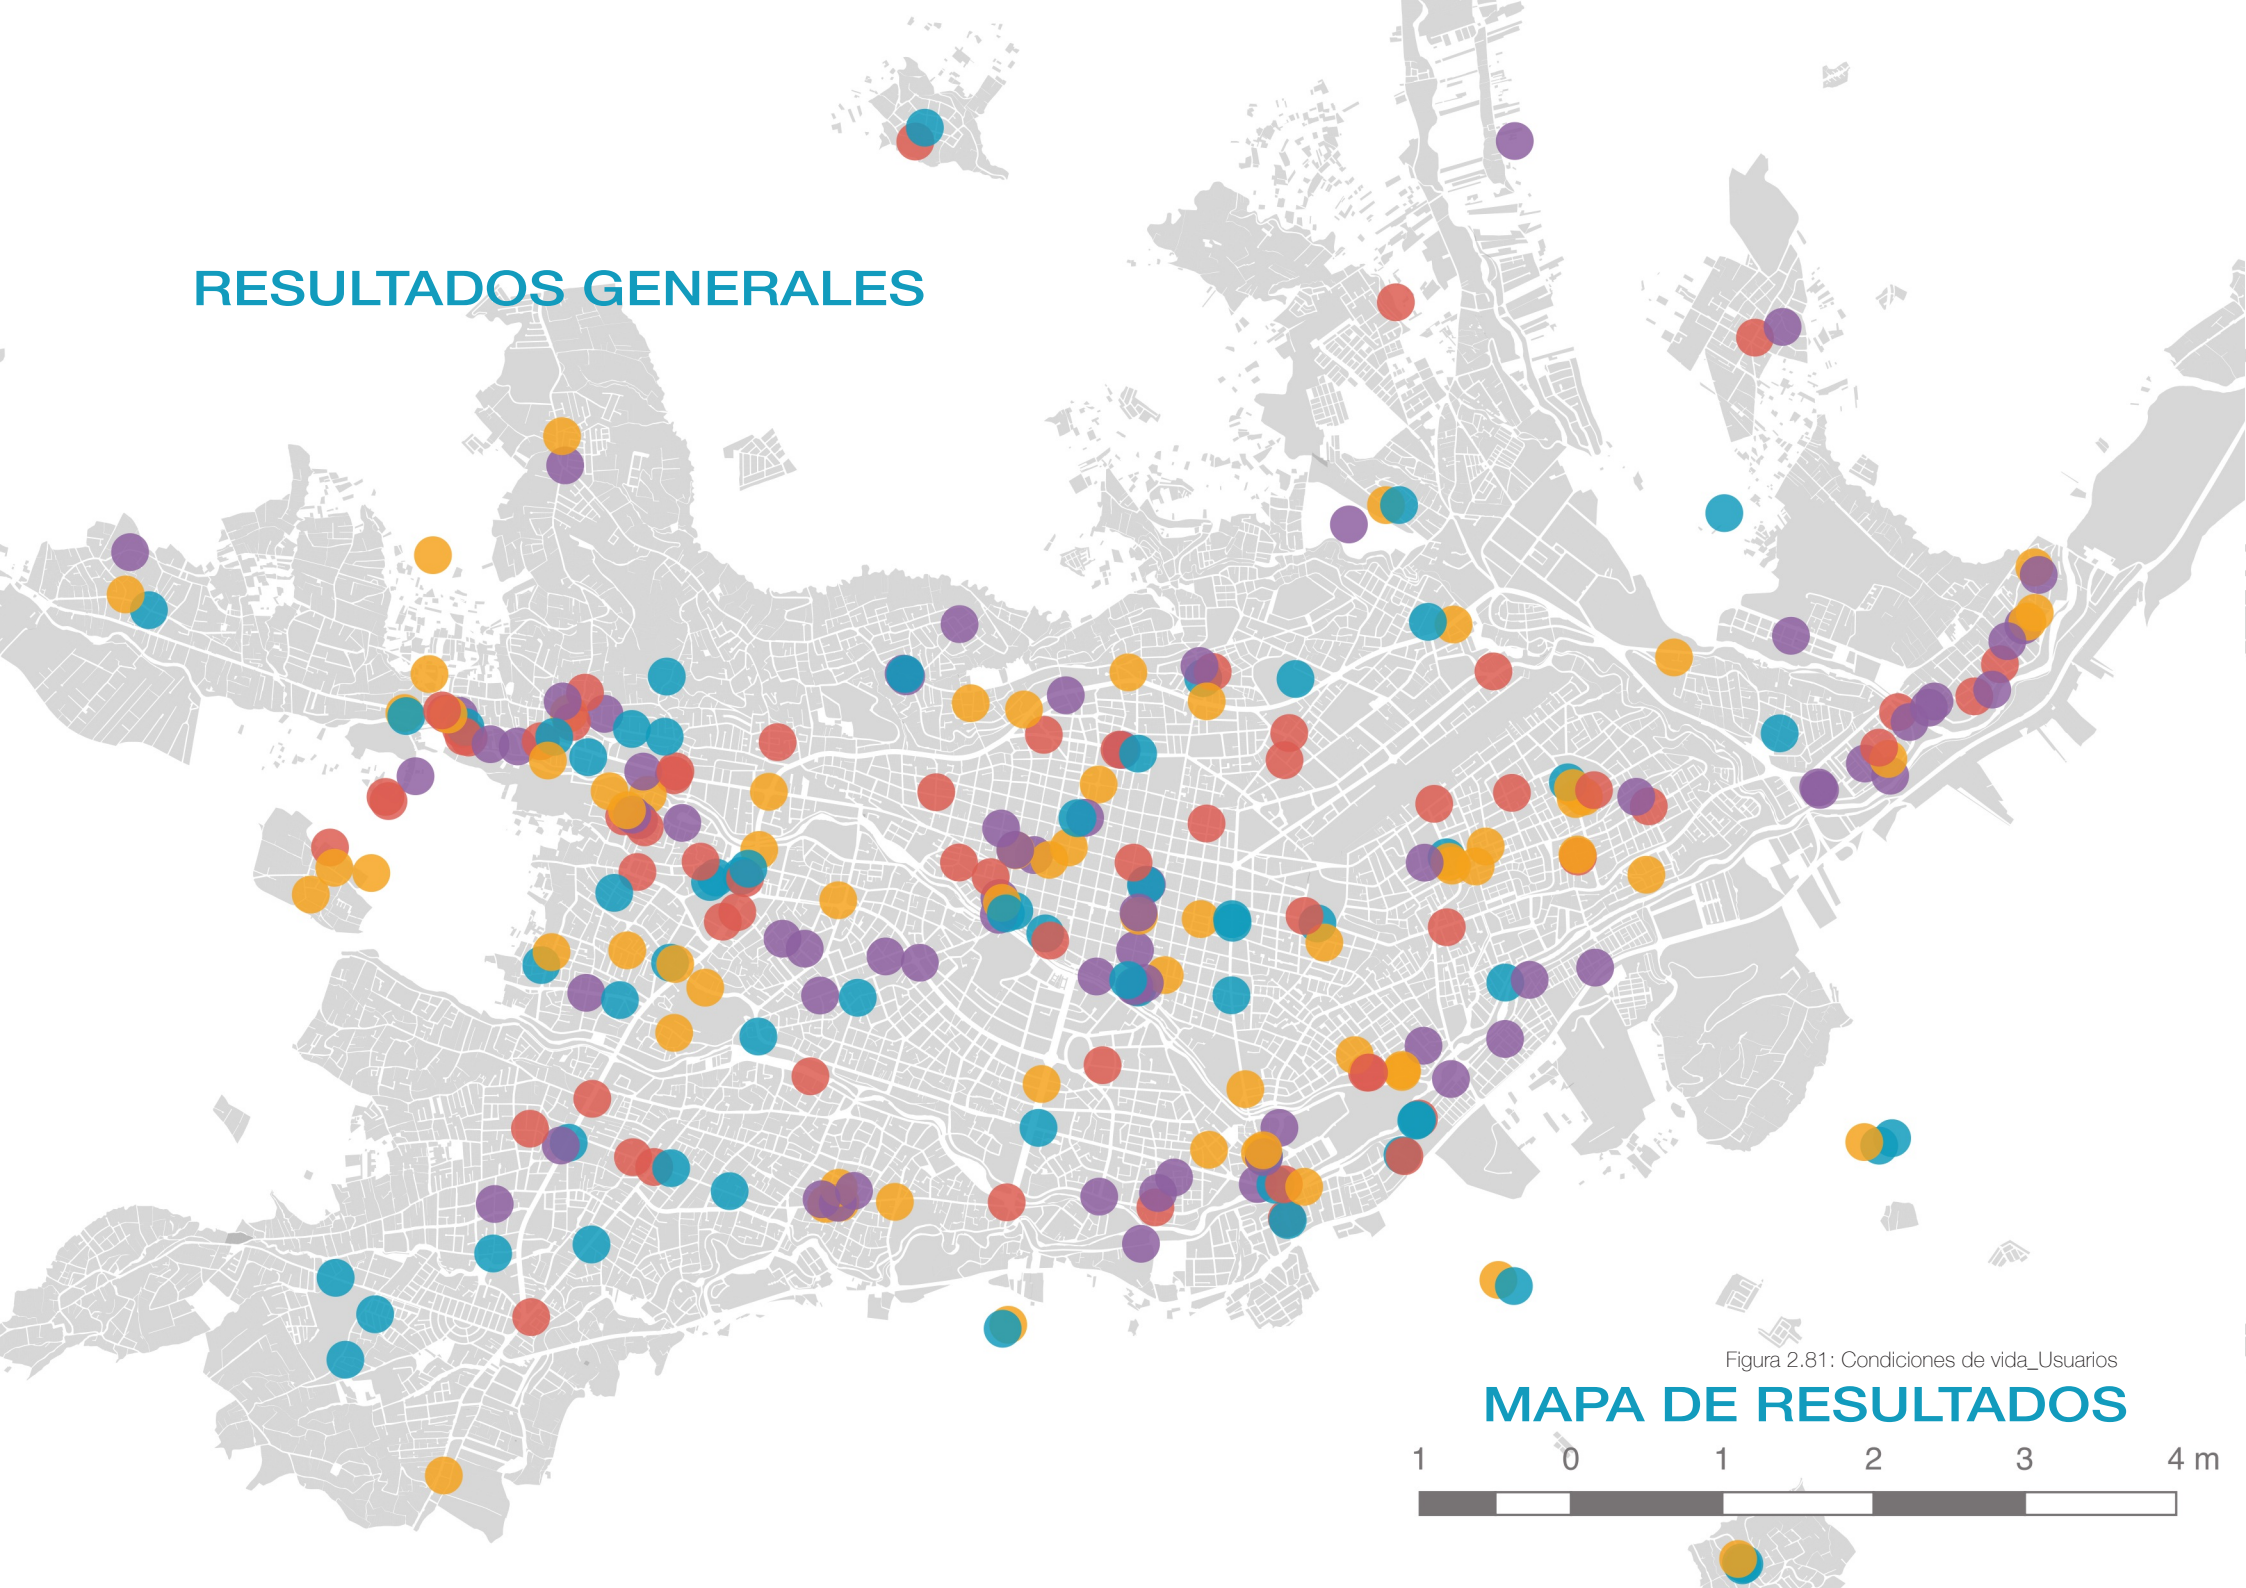 RESULTADOS GENERALES
Figura 2.81: Condiciones de vida_Usuarios
MAPA DE RESULTADOS
1 0 1 2 3 4 m